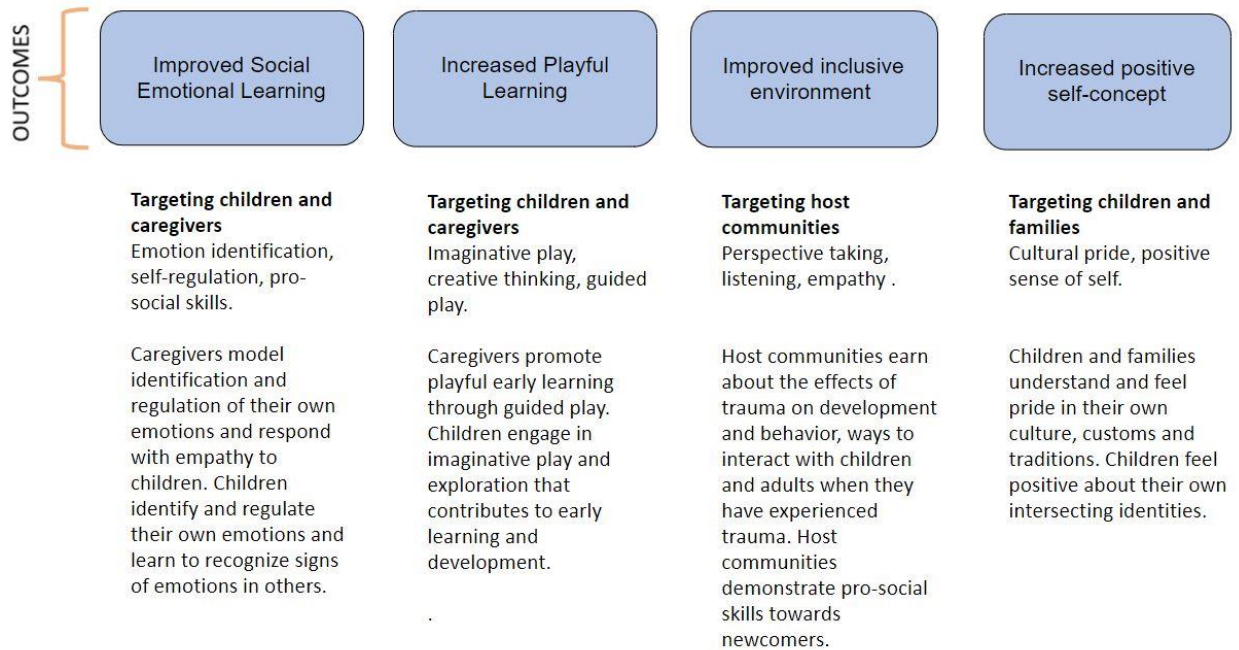 OUTCOMES
Improved Social
Emotional Learning
Increased Playful
Learning
Improved inclusive
environment
Increased positive
self-concept
Targeting children and
caregivers
Emotion identification,
self-regulation, pro-
social skills.
Caregivers model
identification and
regulation of their own
emotions and respond
with empathy to
children. Children
identify and regulate
their own emotions and
learn to recognize signs
of emotions in others.
Targeting children and
caregivers
Imaginative play,
creative thinking, guided
play.
Caregivers promote
playful early learning
through guided play.
Children engage in
imaginative play and
exploration that
contributes to early
learning and
development.
.
Targeting host
communities
Perspective taking,
listening, empathy .
Host communities earn
about the effects of
trauma on development
and behavior, ways to
interact with children
and adults when they
have experienced
trauma. Host
communities
demonstrate pro-social
skills towards
newcomers.
Targeting children and
families
Cultural pride, positive
sense of self.
Children and families
understand and feel
pride in their own
culture, customs and
traditions. Children feel
positive about their own
intersecting identities.